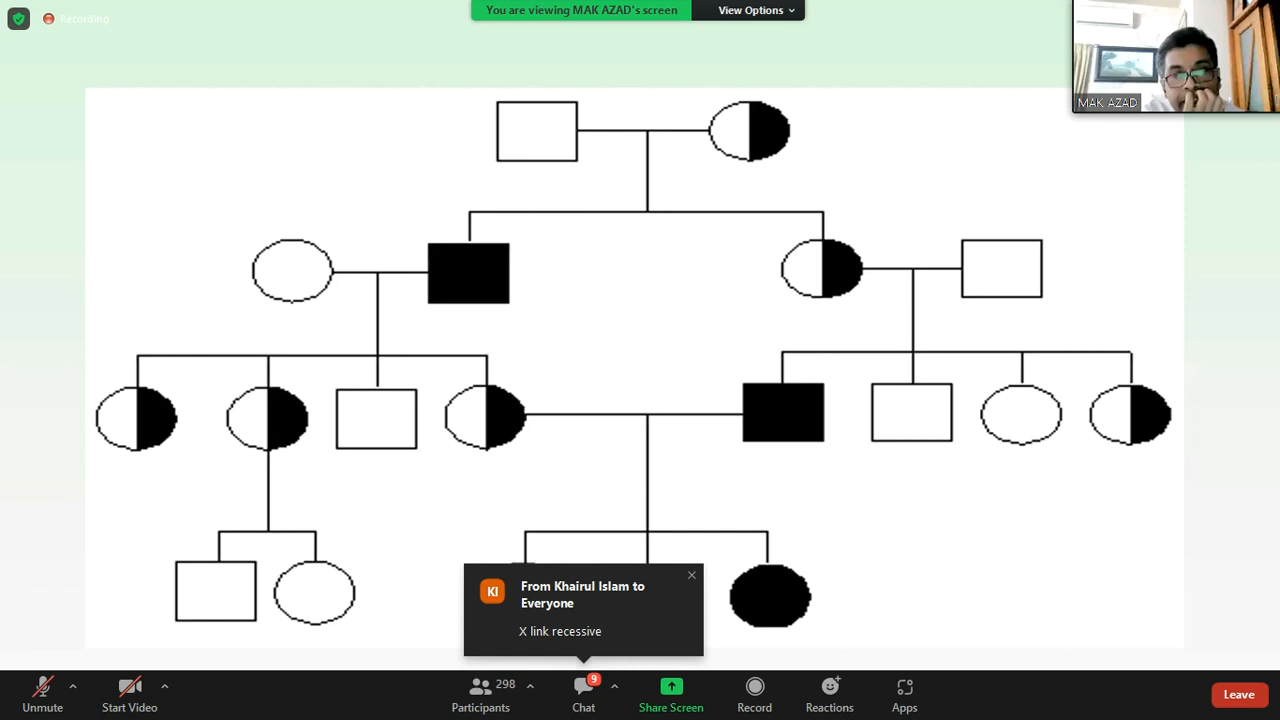 Recording
You are viewing MAK AZAD's screen
View Options
MAK AZAD
KI
From Khairul Islam to
Everyone
X link recessive
Unmute
Start Video
298
Participants
9
Chat
Share Screen
Record
Reactions
Apps
Leave